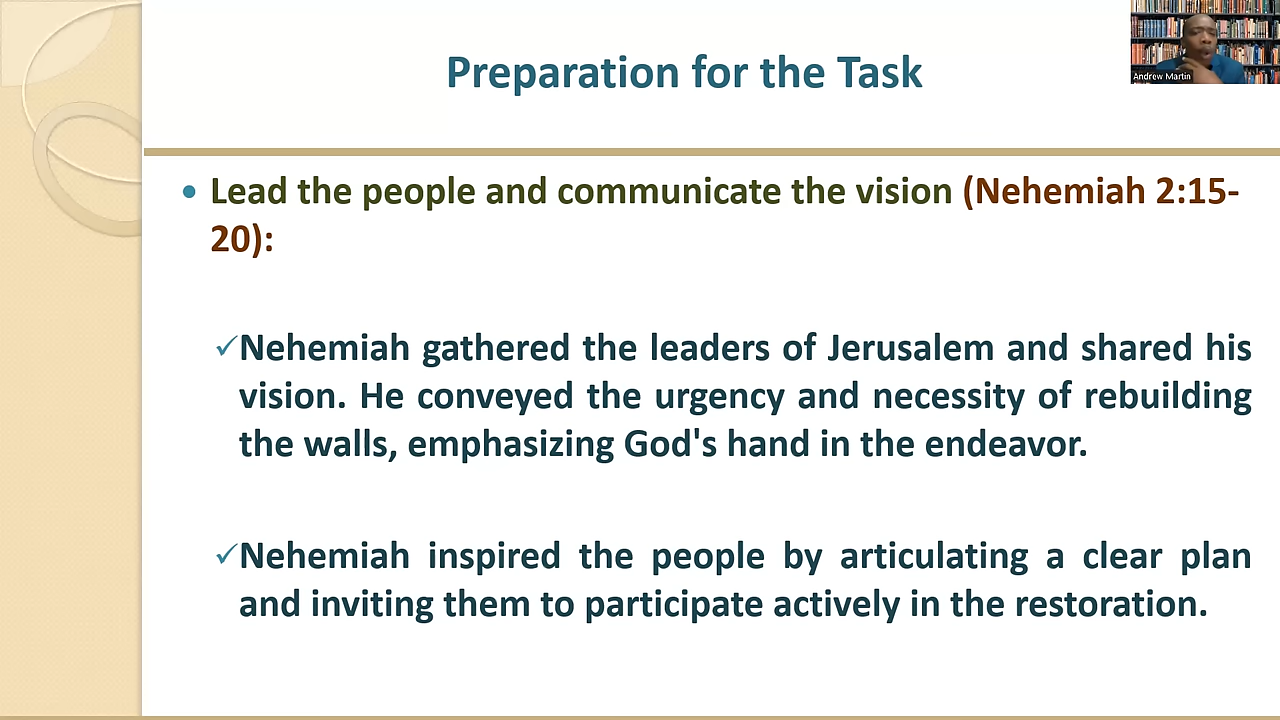 Preparation for the Task
Andrew Martin
• Lead the people and communicate the vision (Nehemiah 2:15-
20):
✓Nehemiah gathered the leaders of Jerusalem and shared his
vision. He conveyed the urgency and necessity of rebuilding
the walls, emphasizing God's hand in the endeavor.
✓Nehemiah inspired the people by articulating a clear plan
and inviting them to participate actively in the restoration.